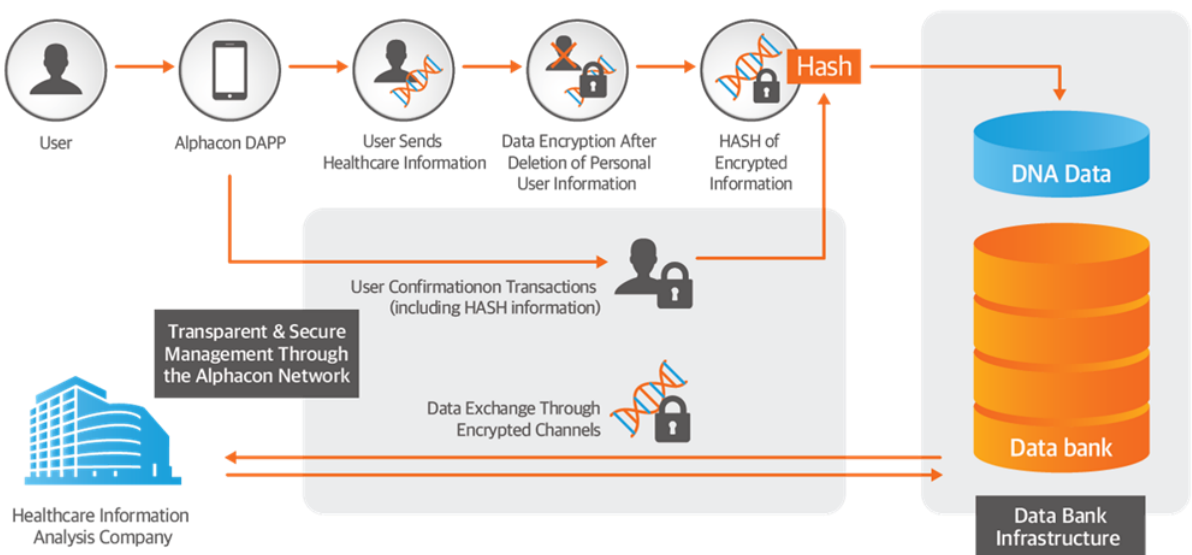 User
Alphacon DAPP
User Sends
Healthcare Information
Data Encryption After
Deletion of Personal
User Information
HASH of
Encrypted
Information
Hash
DNA Data
User Confirmationon Transactions
(including HASH information)
Transparent & Secure
Management Through
the Alphacon Network
Data Exchange Through
Encrypted Channels
Data bank
Healthcare Information
Analysis Company
Data Bank
Infrastructure